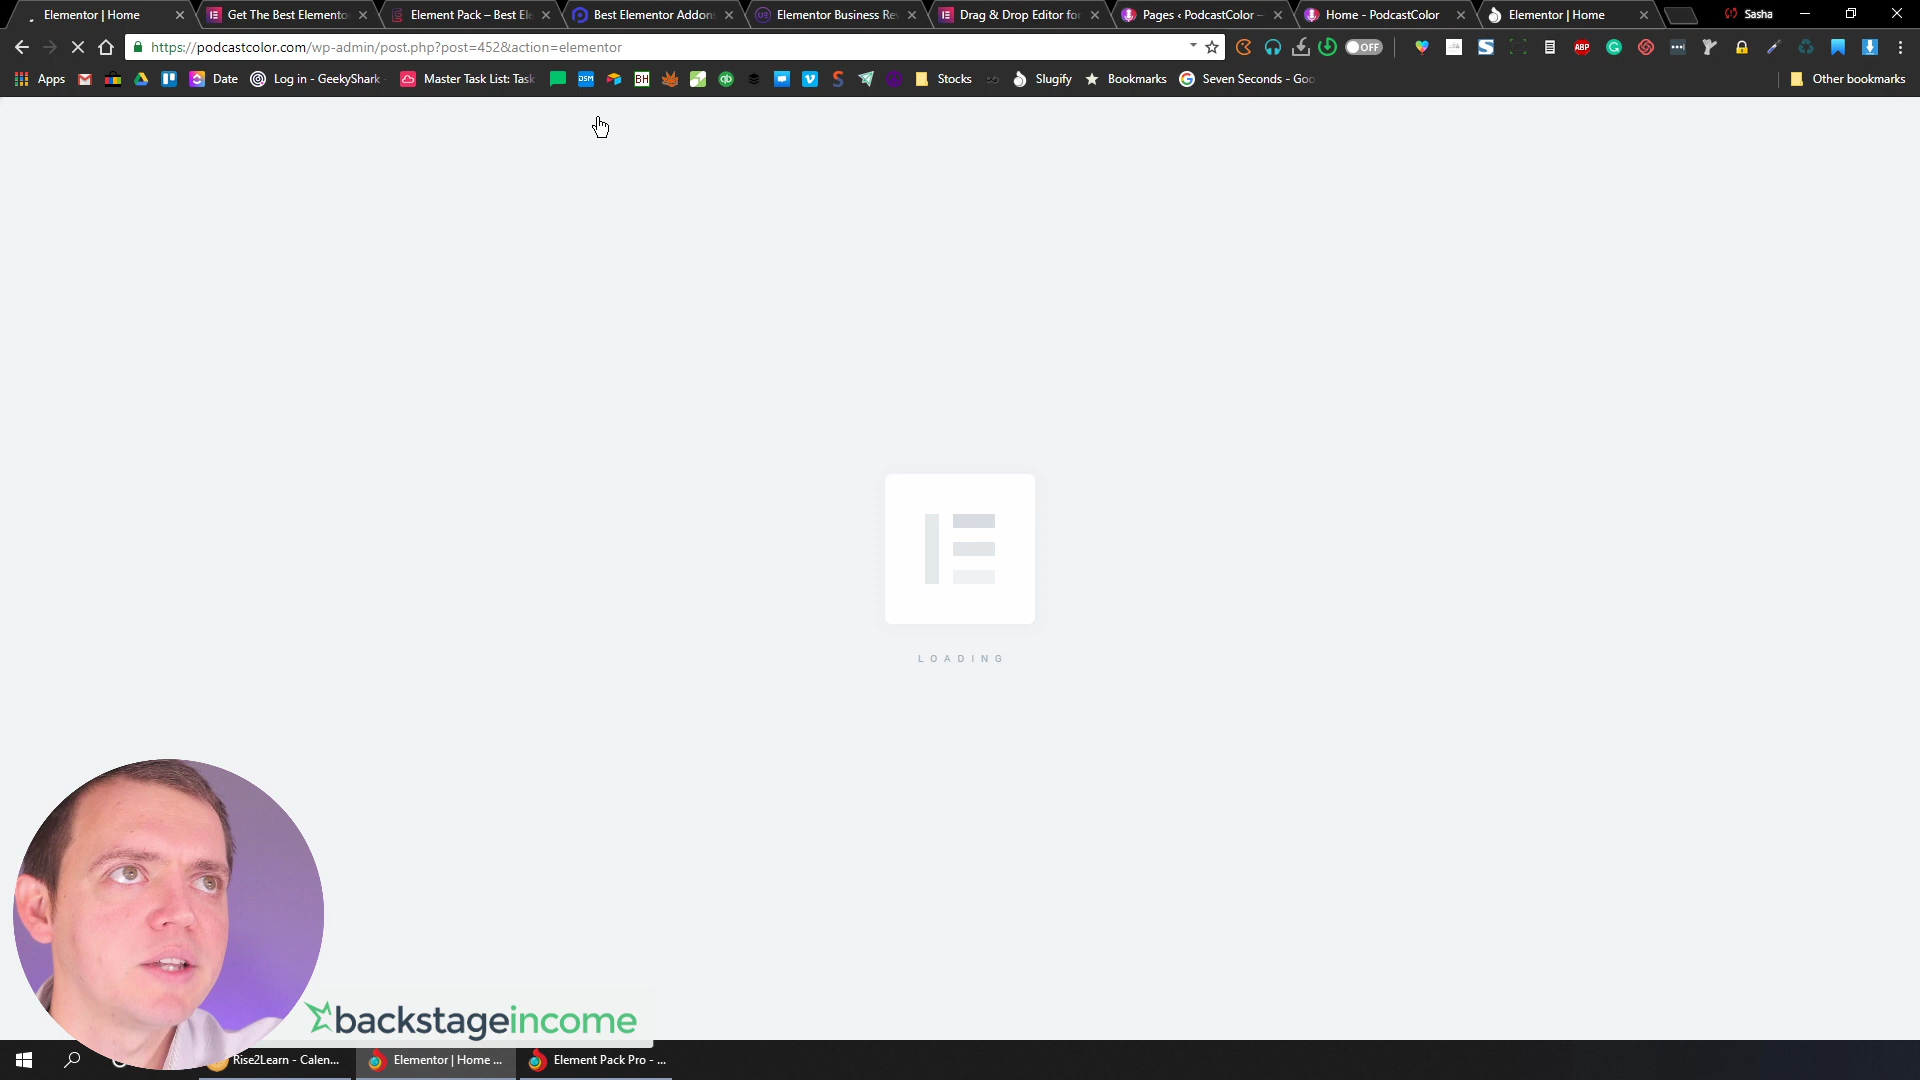 Elementor | Home
Get The Best Elemento
Element Pack – Best Ele
Best Elementor Addon
Elementor Business Re
Drag & Drop Editor for
Pages ‹ PodcastColor –
Home - PodcastColor
Elementor | Home
Sasha
https://podcastcolor.com/wp-admin/post.php?post=452&action=elementor
OFF
ABP
Apps
Date
Log in - GeekyShark
Master Task List: Task
DSM
BH
Stocks
Slugify
Bookmarks
Seven Seconds - Goo
Other bookmarks
LOADING
backstageincome
Rise2Learn - Calen...
Elementor | Home ...
Element Pack Pro - ...